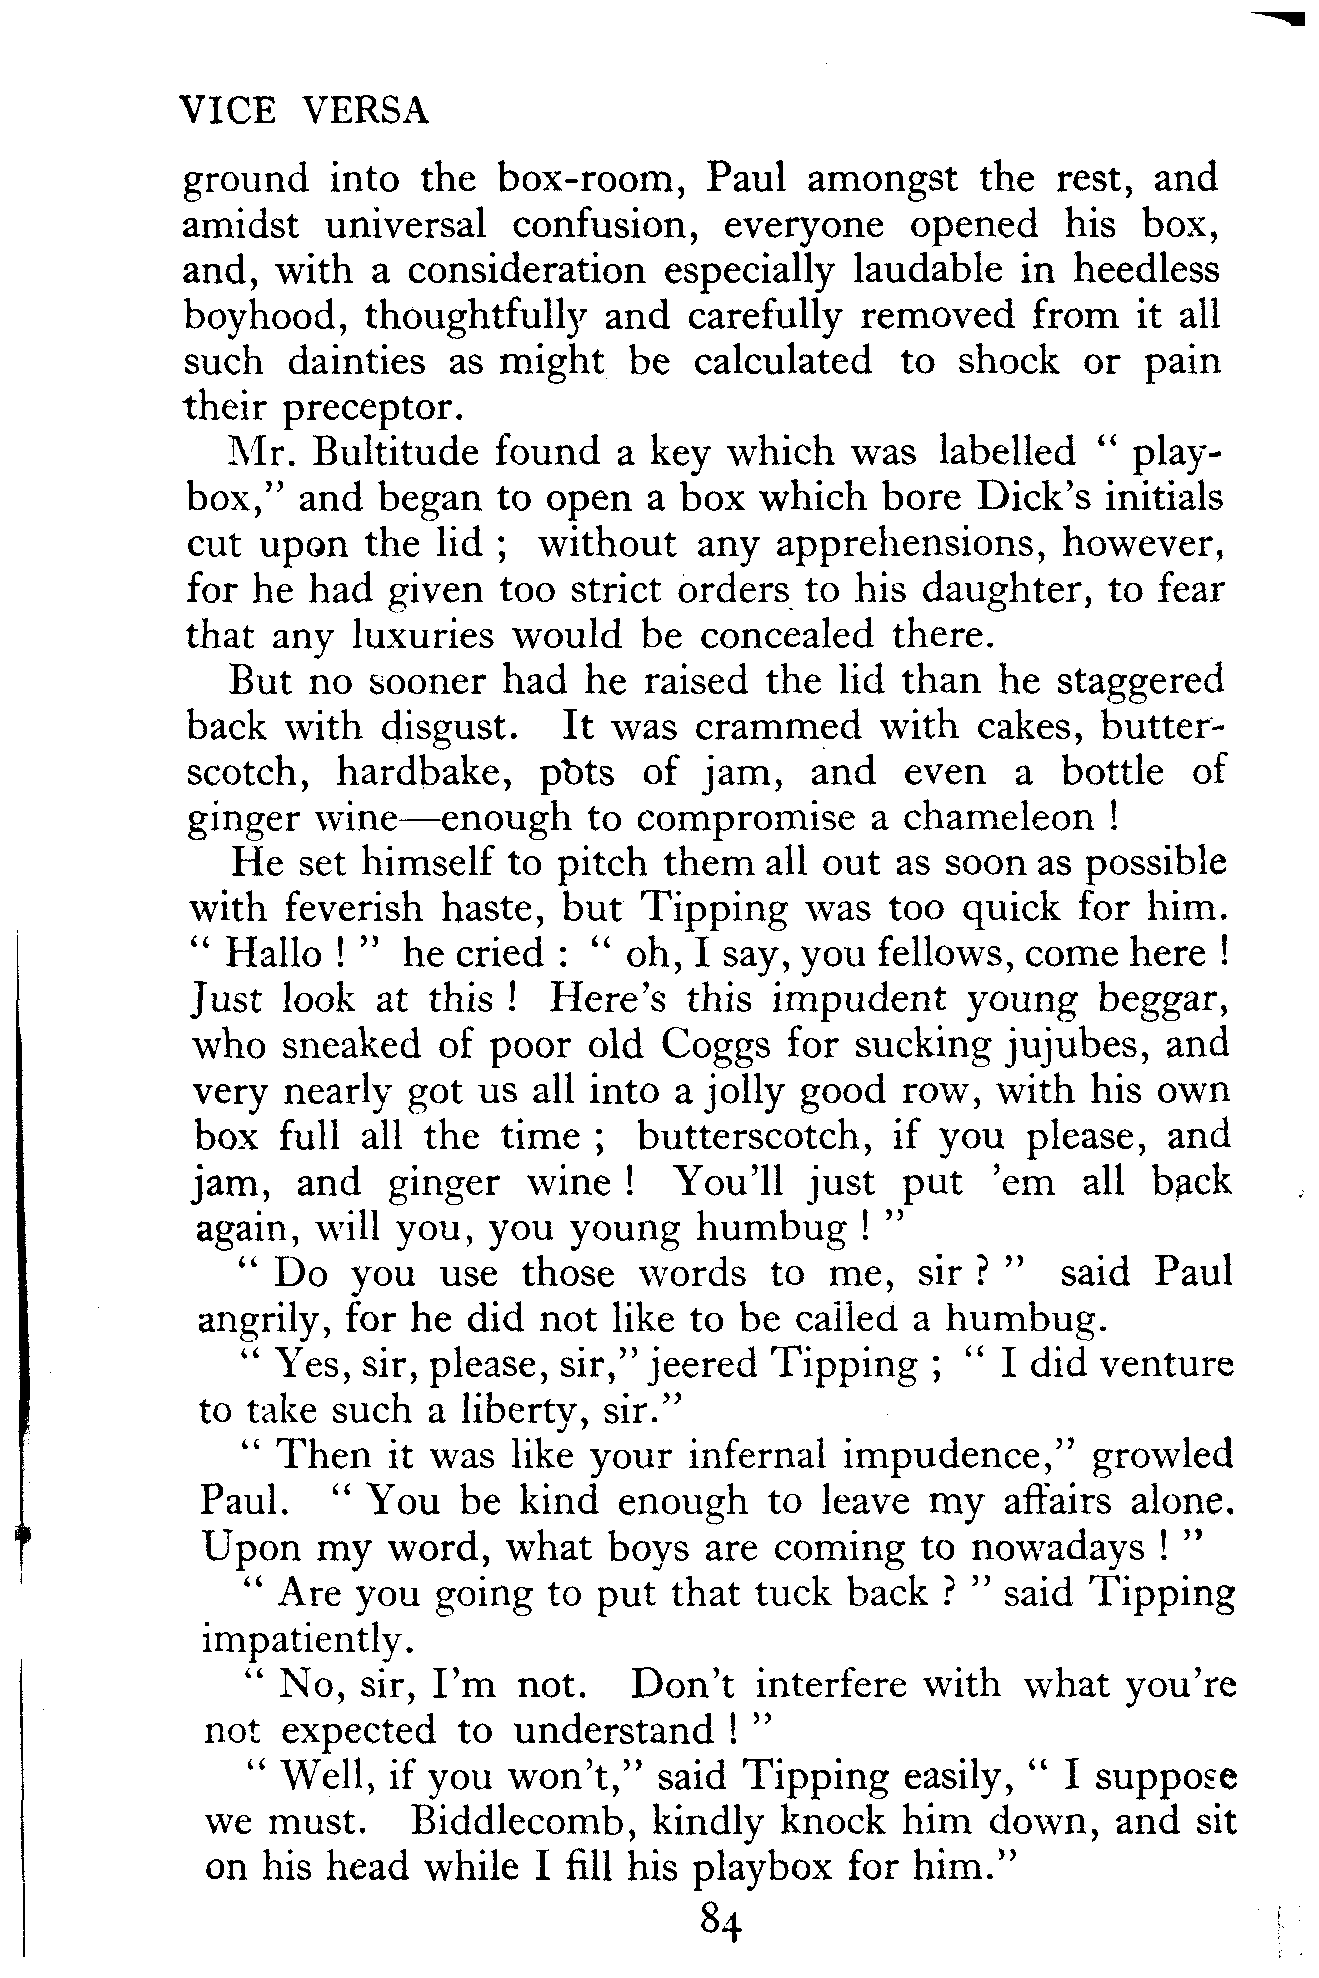 VICE VERSA
ground into the box-room, Paul amongst the rest, and
amidst universal confusion, everyone opened his box,
and, with a consideration especially laudable in heedless
boyhood, thoughtfully and carefully removed from it all
such dainties as might be calculated to shock or pain
their preceptor.
Mr. Bultitude found a key which was labelled “ play-
box,” and began to open a box which bore Dick’s initials
cut upon the lid ; without any apprehensions, however,
for he had given too strict orders to his daughter, to fear
that any luxuries would be concealed there.
But no sooner had he raised the lid than he staggered
back with disgust. It was crammed with cakes, butter-
scotch, hardbake, pots of jam, and even a bottle of
ginger wine—enough to compromise a chameleon !
He set himself to pitch them all out as soon as possible
with feverish haste, but Tipping was too quick for him.
“ Hallo ! ” he cried : “ oh, I say, you fellows, come here !
Just look at this ! Here’s this impudent young beggar,
who sneaked of poor old Coggs for sucking jujubes, and
very nearly got us all into a jolly good row, with his own
box full all the time ; butterscotch, if you please, and
jam, and ginger wine ! You’ll just put ’em all back
again, will you, you young humbug ! ”
“ Do you use those words to me, sir ? ” said Paul
angrily, for he did not like to be called a humbug.
“ Yes, sir, please, sir,” jeered Tipping ; “ I did venture
to take such a liberty, sir.”
“ Then it was like your infernal impudence,” growled
Paul. “ You be kind enough to leave my affairs alone.
Upon my word, what boys are coming to nowadays ! ”
“ Are you going to put that tuck back ? ” said Tipping
impatiently.
“ No, sir, I’m not. Don’t interfere with what you’re
not expected to understand ! ”
“ Well, if you won’t,” said Tipping easily, “ I suppose
we must. Biddlecomb, kindly knock him down, and sit
on his head while I fill his playbox for him.”
84